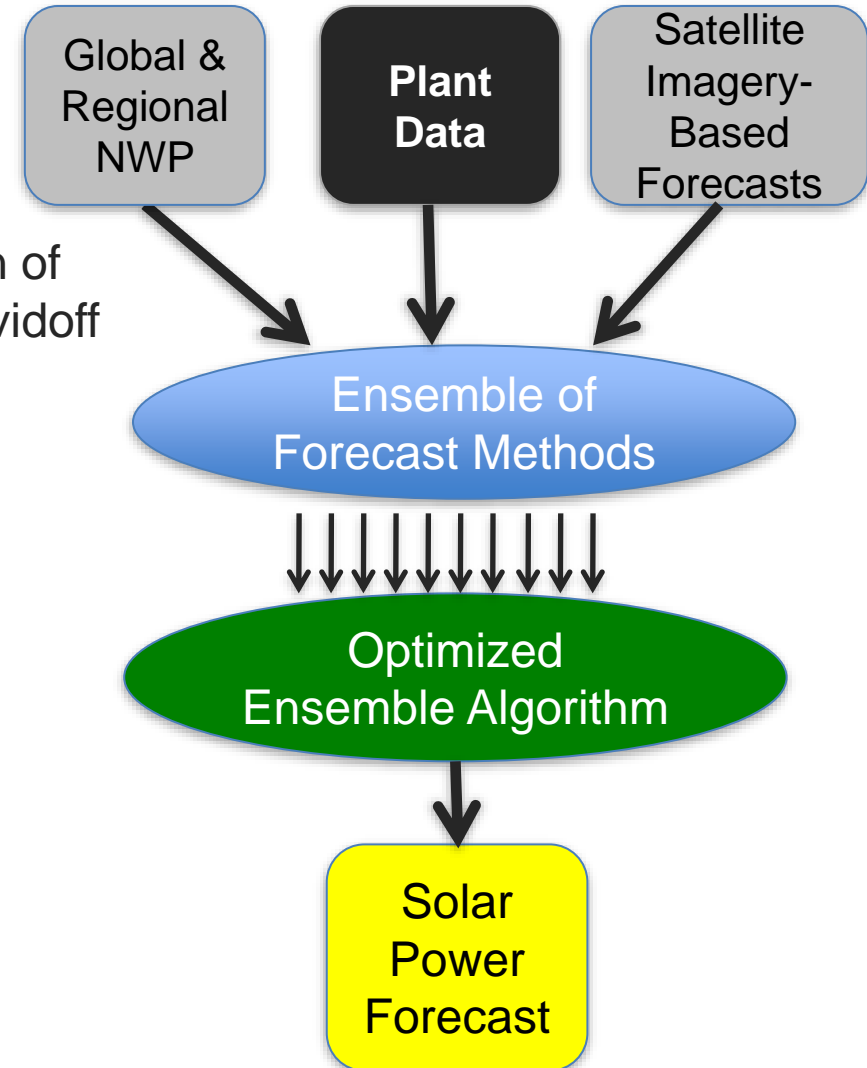 Global &
Regional
NWP
Plant
Data
Satellite
Imagery-
Based
Forecasts
of
Ensemble of
Forecast Methods
Optimized
Ensemble Algorithm
Solar
Power
Forecast